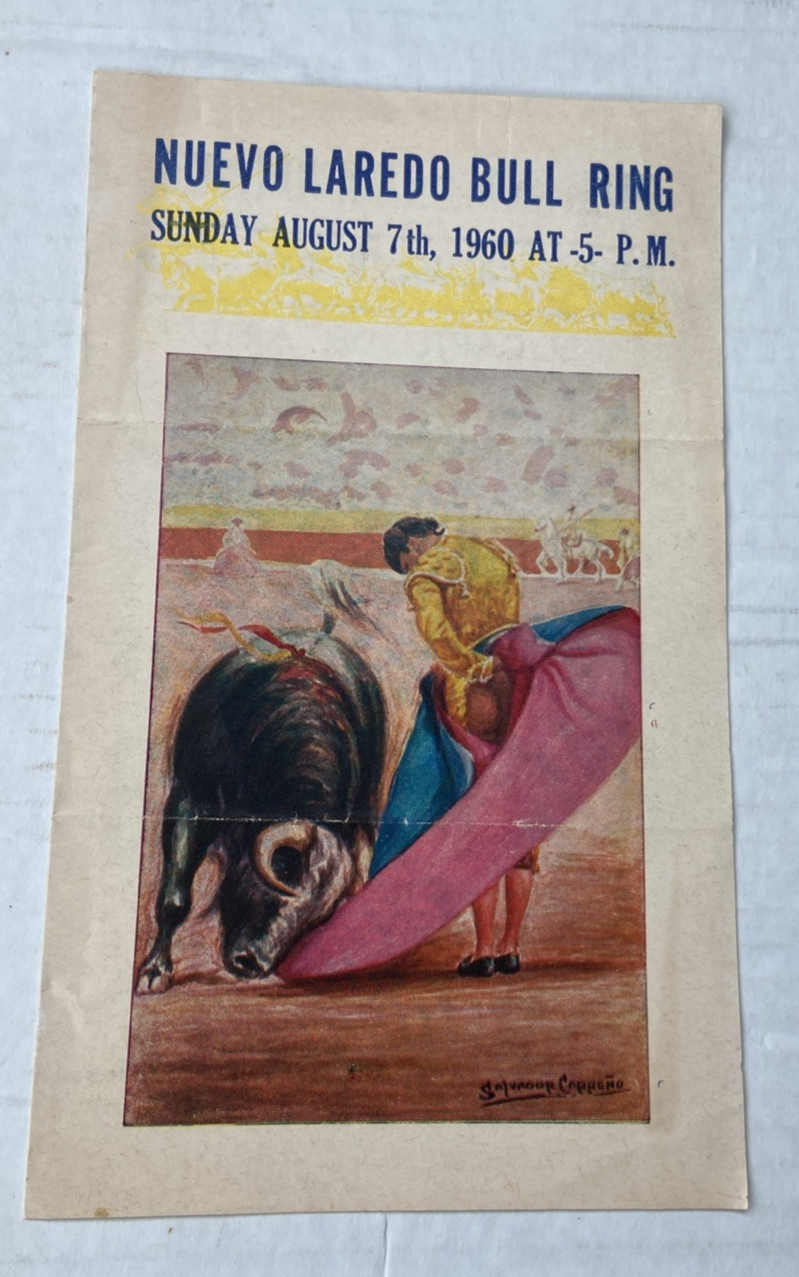 NUEVO LAREDO BULL RING
SUNDAY AUGUST 7th, 1960 AT -5- P.M.
SALVADOR CARREÑO